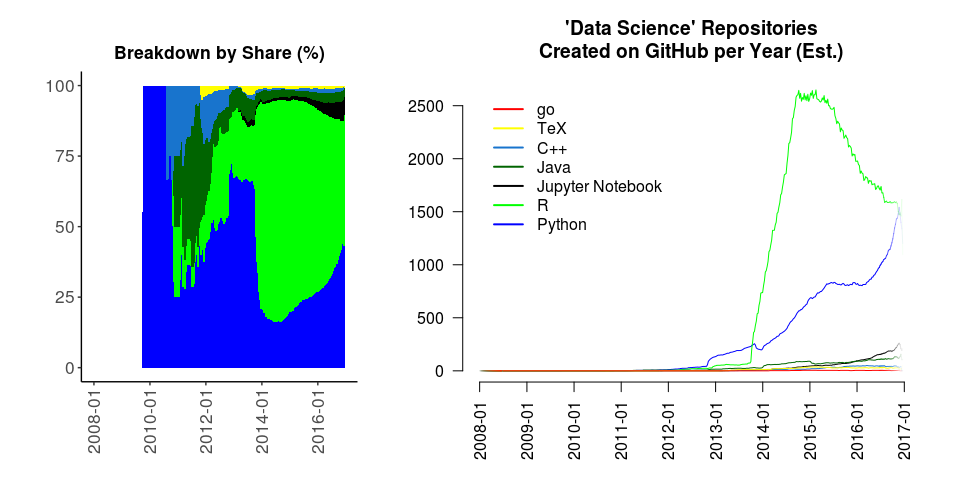 Breakdown by Share (%)
100
75
50
25
0
2008-01
2010-01
2012-01
2014-01
2016-01
'Data Science' Repositories
Created on GitHub per Year (Est.)
2500
2000
1500
1000
500
0
go
TeX
C++
Java
Jupyter Notebook
R
Python
2008-01
2009-01
2010-01
2011-01
2012-01
2013-01
2014-01
2015-01
2016-01
2017-01